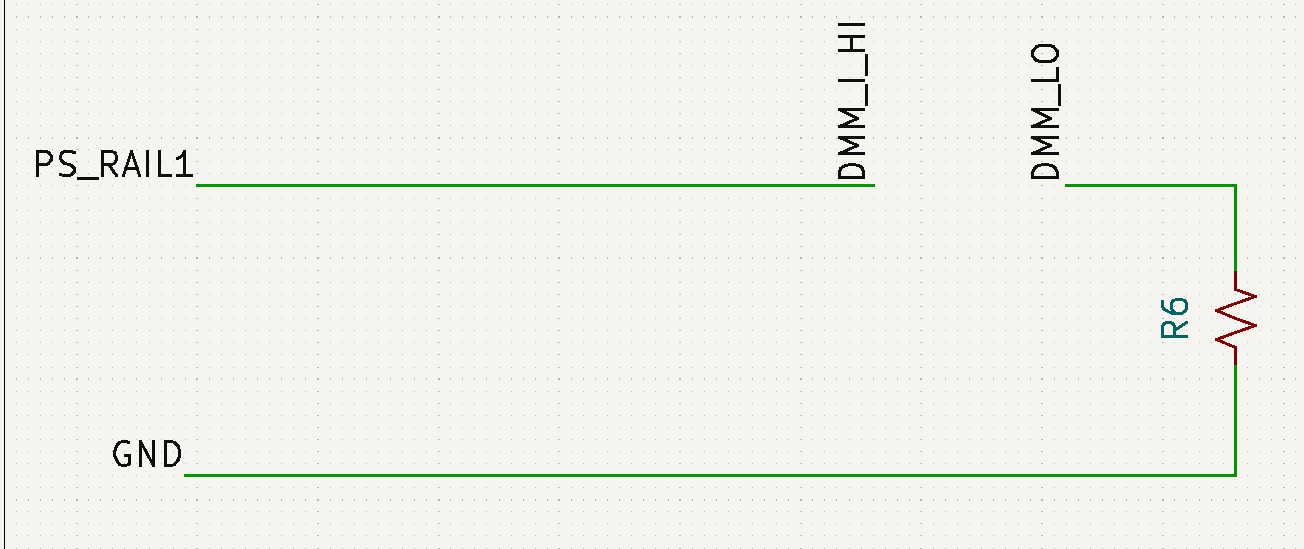 DMM_I_HI
DMM_LO
PS_RAIL1
R6
GND